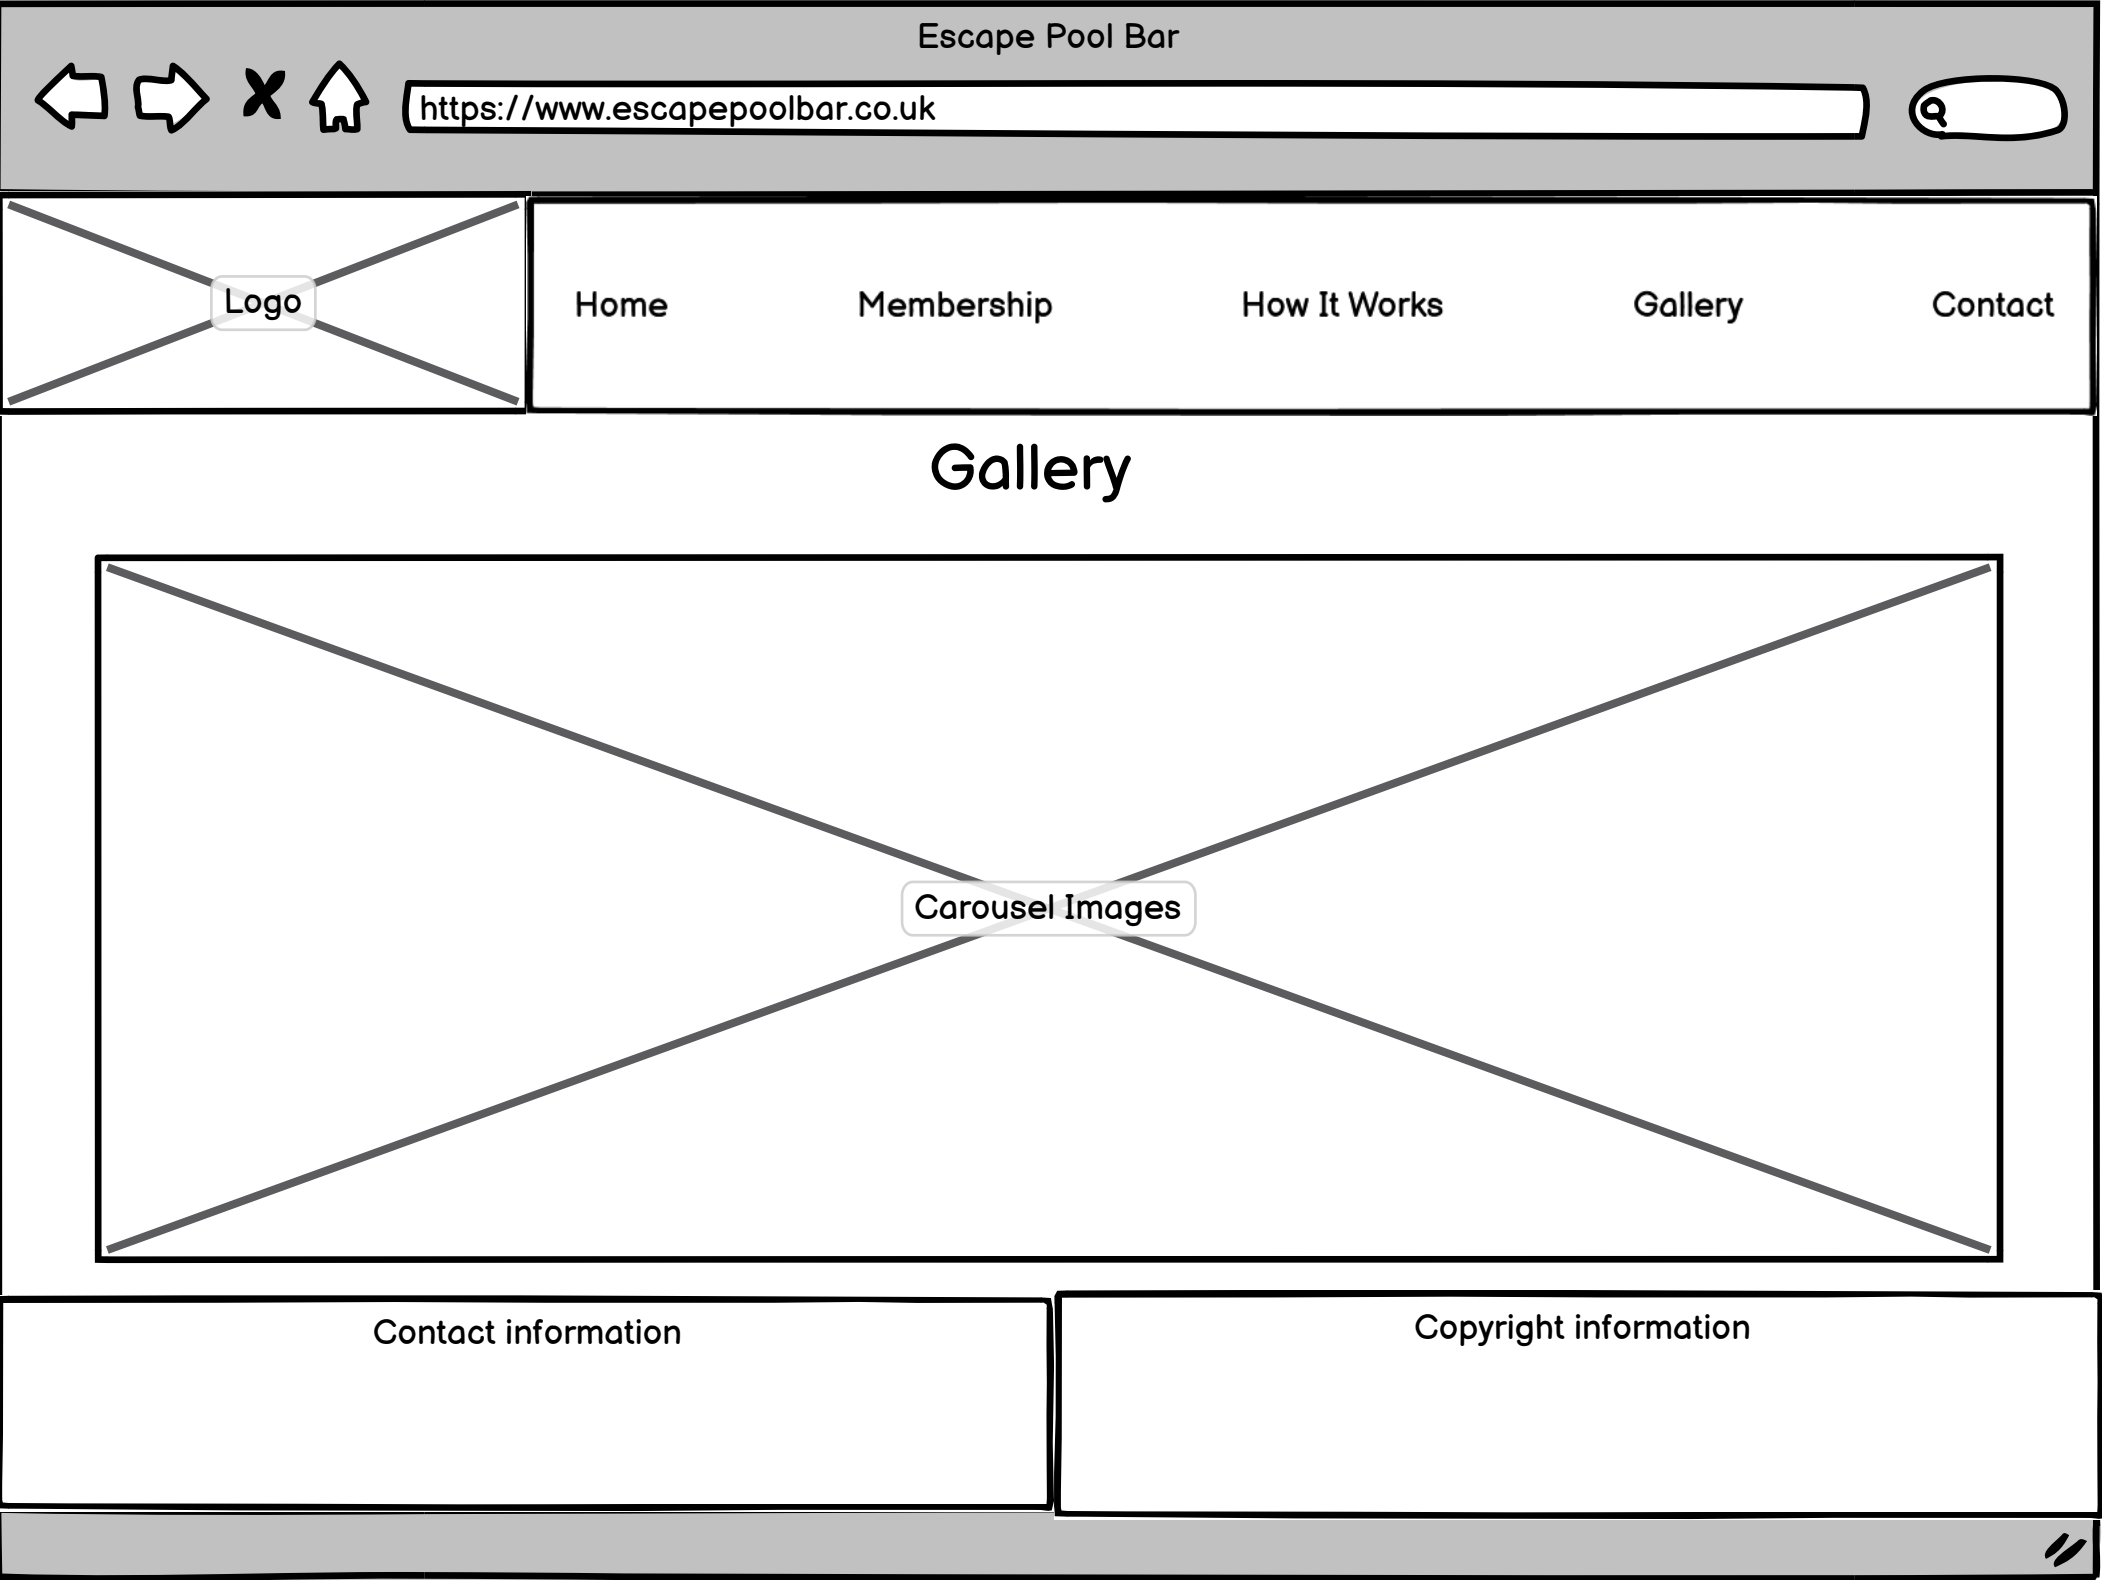 Escape Pool Bar
https://www.escapepoolbar.co.uk
Logo
Home Membership How It Works Gallery Contact
Gallery
Carousel Images
Contact information
Copyright information